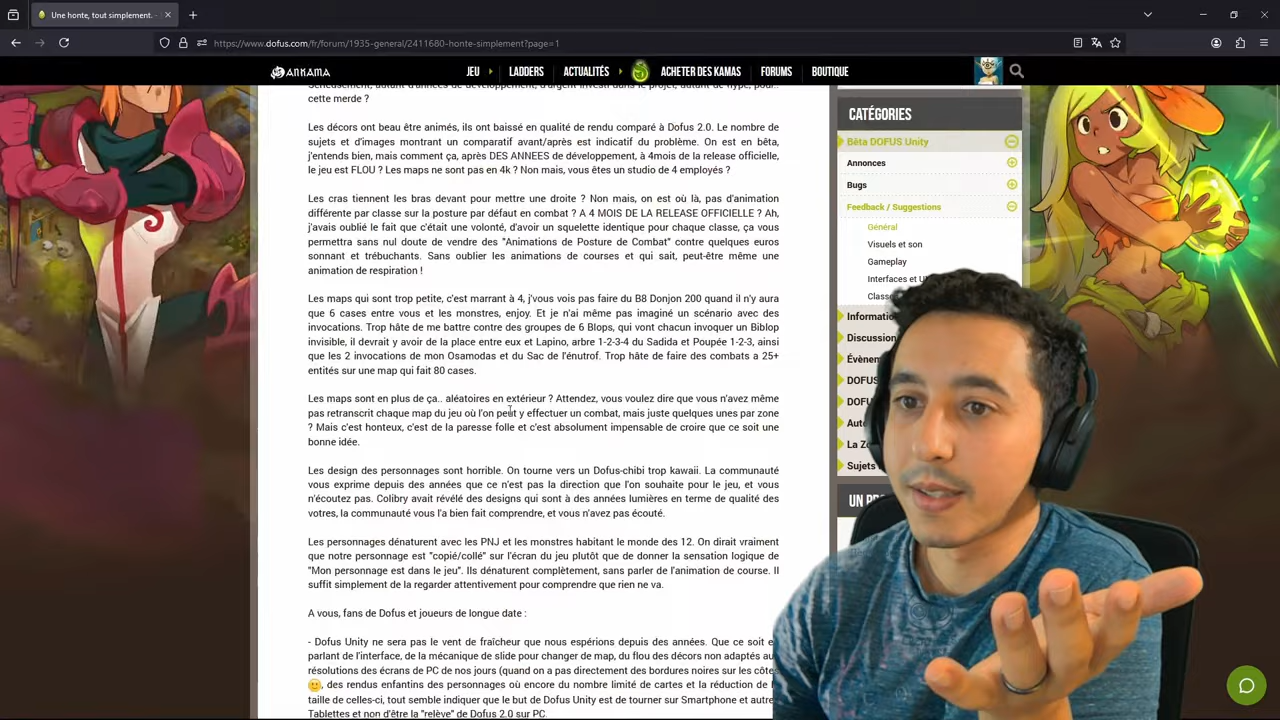 Une honte, tout simplement. -
https://www.dofus.com/fr/forum/1935-general/2411680-honte-simplement?page=1
ANKAMA
JEU
LADDERS
ACTUALITÉS
ACHETER DES KAMAS
FORUMS
BOUTIQUE
cette merde ?
Les décors ont beau être animés, ils ont baissé en qualité de rendu comparé à Dofus 2.0. Le nombre de
sujets et d'images montrant un comparatif avant/après est indicatif du problème. On est en bêta,
j'entends bien, mais comment ça, après DES ANNEES de développement, à 4mois de la release officielle,
le jeu est FLOU ? Les maps ne sont pas en 4k ? Non mais, vous êtes un studio de 4 employés ?
Les cras tiennent les bras devant pour mettre une droite ? Non mais, on est où là, pas d'animation
différente par classe sur la posture par défaut en combat ? A 4 MOIS DE LA RELEASE OFFICIELLE ? Ah,
j'avais oublié le fait que c'était une volonté, d'avoir un squelette identique pour chaque classe, ça vous
permettra sans nul doute de vendre des "Animations de Posture de Combat" contre quelques euros
sonnant et trébuchants. Sans oublier les animations de courses et qui sait, peut-être même une
animation de respiration !
Les maps qui sont trop petite, c'est marrant à 4, j'vous vois pas faire du B8 Donjon 200 quand il n'y aura
que 6 cases entre vous et les monstres, enjoy. Et je n'ai même pas imaginé un scénario avec des
invocations. Trop hâte de me battre contre des groupes de 6 Blops, qui vont chacun invoquer un Biblop
invisible, il devrait y avoir de la place entre eux et Lapino, arbre 1-2-3-4 du Sadida et Poupée 1-2-3, ainsi
que les 2 invocations de mon Osamodas et du Sac de l'énutrof. Trop hâte de faire des combats a 25+
entités sur une map qui fait 80 cases.
Les maps sont en plus de ça.. aléatoires en extérieur ? Attendez, vous voulez dire que vous n'avez même
pas retranscrit chaque map du jeu où l'on peut y effectuer un combat, mais juste quelques unes par zone
? Mais c'est honteux, c'est de la paresse folle et c'est absolument impensable de croire que ce soit une
bonne idée.
Les design des personnages sont horrible. On tourne vers un Dofus-chibi trop kawaii. La communauté
vous exprime depuis des années que ce n'est pas la direction que l'on souhaite pour le jeu, et vous
n'écoutez pas. Colibry avait révélé des designs qui sont à des années lumières en terme de qualité des
votres, la communauté vous l'a bien fait comprendre, et vous n'avez pas écouté.
Les personnages dénaturent avec les PNJ et les monstres habitant le monde des 12. On dirait vraiment
que notre personnage est "copié/collé" sur l'écran du jeu plutôt que de donner la sensation logique de
"Mon personnage est dans le jeu". Ils dénaturent complètement, sans parler de l'animation de course. Il
suffit simplement de la regarder attentivement pour comprendre que rien ne va.
A vous, fans de Dofus et joueurs de longue date :
- Dofus Unity ne sera pas le vent de fraîcheur que nous espérions depuis des années. Que ce soit e
parlant de l'interface, de la mécanique de slide pour changer de map, du flou des décors non adaptés au
résolutions des écrans de PC de nos jours (quand on a pas directement des bordures noires sur les côte
, des rendus enfantins des personnages où encore du nombre limité de cartes et la réduction de
taille de celles-ci, tout semble indiquer que le but de Dofus Unity est de tourner sur Smartphone et autre
Tablettes et non d'être la "relève" de Dofus 2.0 sur PC.
CATÉGORIES
Bêta DOFUS Unity
Annonces
Bugs
Feedback / Suggestions
Général
Visuels et son
Gameplay
Interfaces et U
Classe
Informatio
Discussion
Évène
DOFUS
DOF
Aut
La Z
Sujets
UN PRO